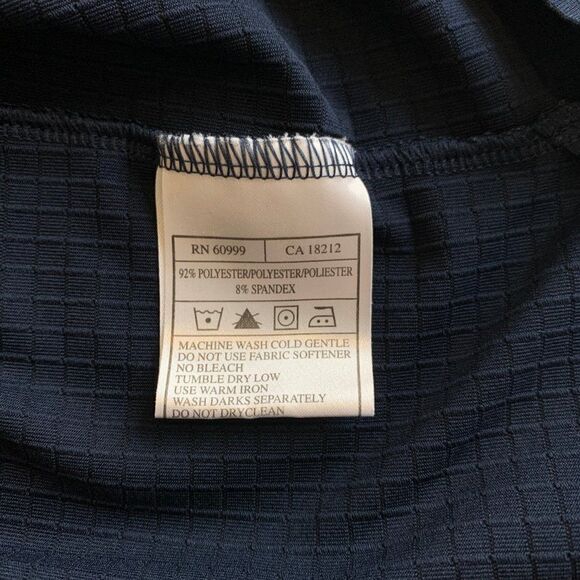 RN 60999 CA 18212
92% POLYESTER/POLYESTER/POLIESTER
8% SPANDEX
MACHINE WASH COLD GENTLE
DO NOT USE FABRIC SOFTENER
NO BLEACH
TUMBLE DRY LOW
USE WARM IRON
WASH DARKS SEPARATELY
DO NOT DRYCLEAN